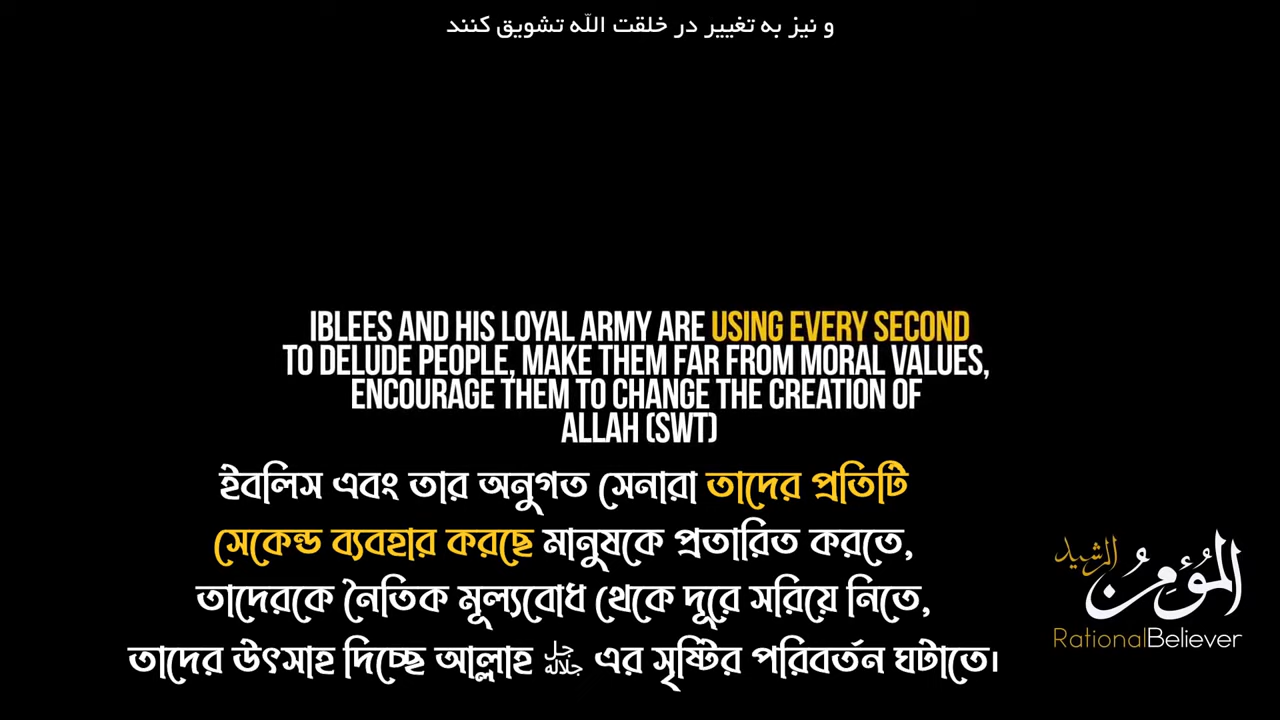 و نیز به تغییر در خلقت الله تشویق کنند
IBLEES AND HIS LOYAL ARMY ARE USING EVERY SECOND
TO DELUDE PEOPLE, MAKE THEM FAR FROM MORAL VALUES,
ENCOURAGE THEM TO CHANGE THE CREATION OF
ALLAH (SWT)
ইবলিস এবং তার অনুগত সেনারা তাদের প্রতিটি
সেকেন্ড ব্যবহার করছে মানুষকে প্রতারিত করতে,
তাদেরকে নৈতিক মূল্যবোধ থেকে দূরে সরিয়ে নিতে,
তাদের উৎসাহ দিচ্ছে আল্লাহ ﷻ এর সৃষ্টির পরিবর্তন ঘটাতে।
المؤمن الرشيد
RationalBeliever